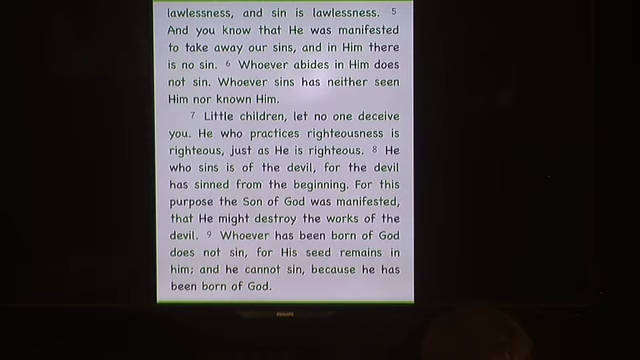 lawlessness, and sin is lawlessness. 5
And you know that He was manifested
to take away our sins, and in Him there
is no sin. 6 Whoever abides in Him does
not sin. Whoever sins has neither seen
Him nor known Him.
7 Little children, let no one deceive
you. He who practices righteousness is
righteous, just as He is righteous. 8 He
who sins is of the devil, for the devil
has sinned from the beginning. For this
purpose the Son of God was manifested,
that He might destroy the works of the
devil. 9 Whoever has been born of God
does not sin, for His seed remains in
him; and he cannot sin, because he has
been born of God.
PHILIPS